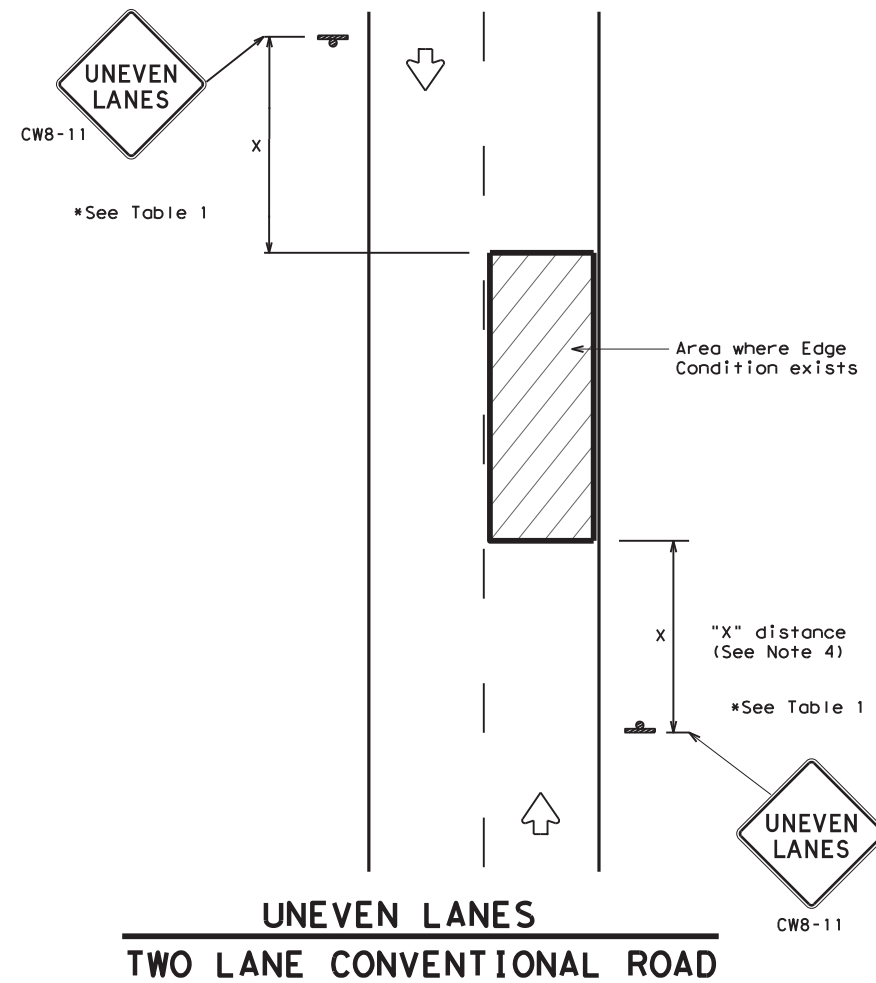 UNEVEN
LANES
CW8-11
X
*See Table 1
Area where Edge
Condition exists
X
"X" distance
(See Note 4)
*See Table 1
UNEVEN
LANES
CW8-11
UNEVEN LANES
TWO LANE CONVENTIONAL ROAD